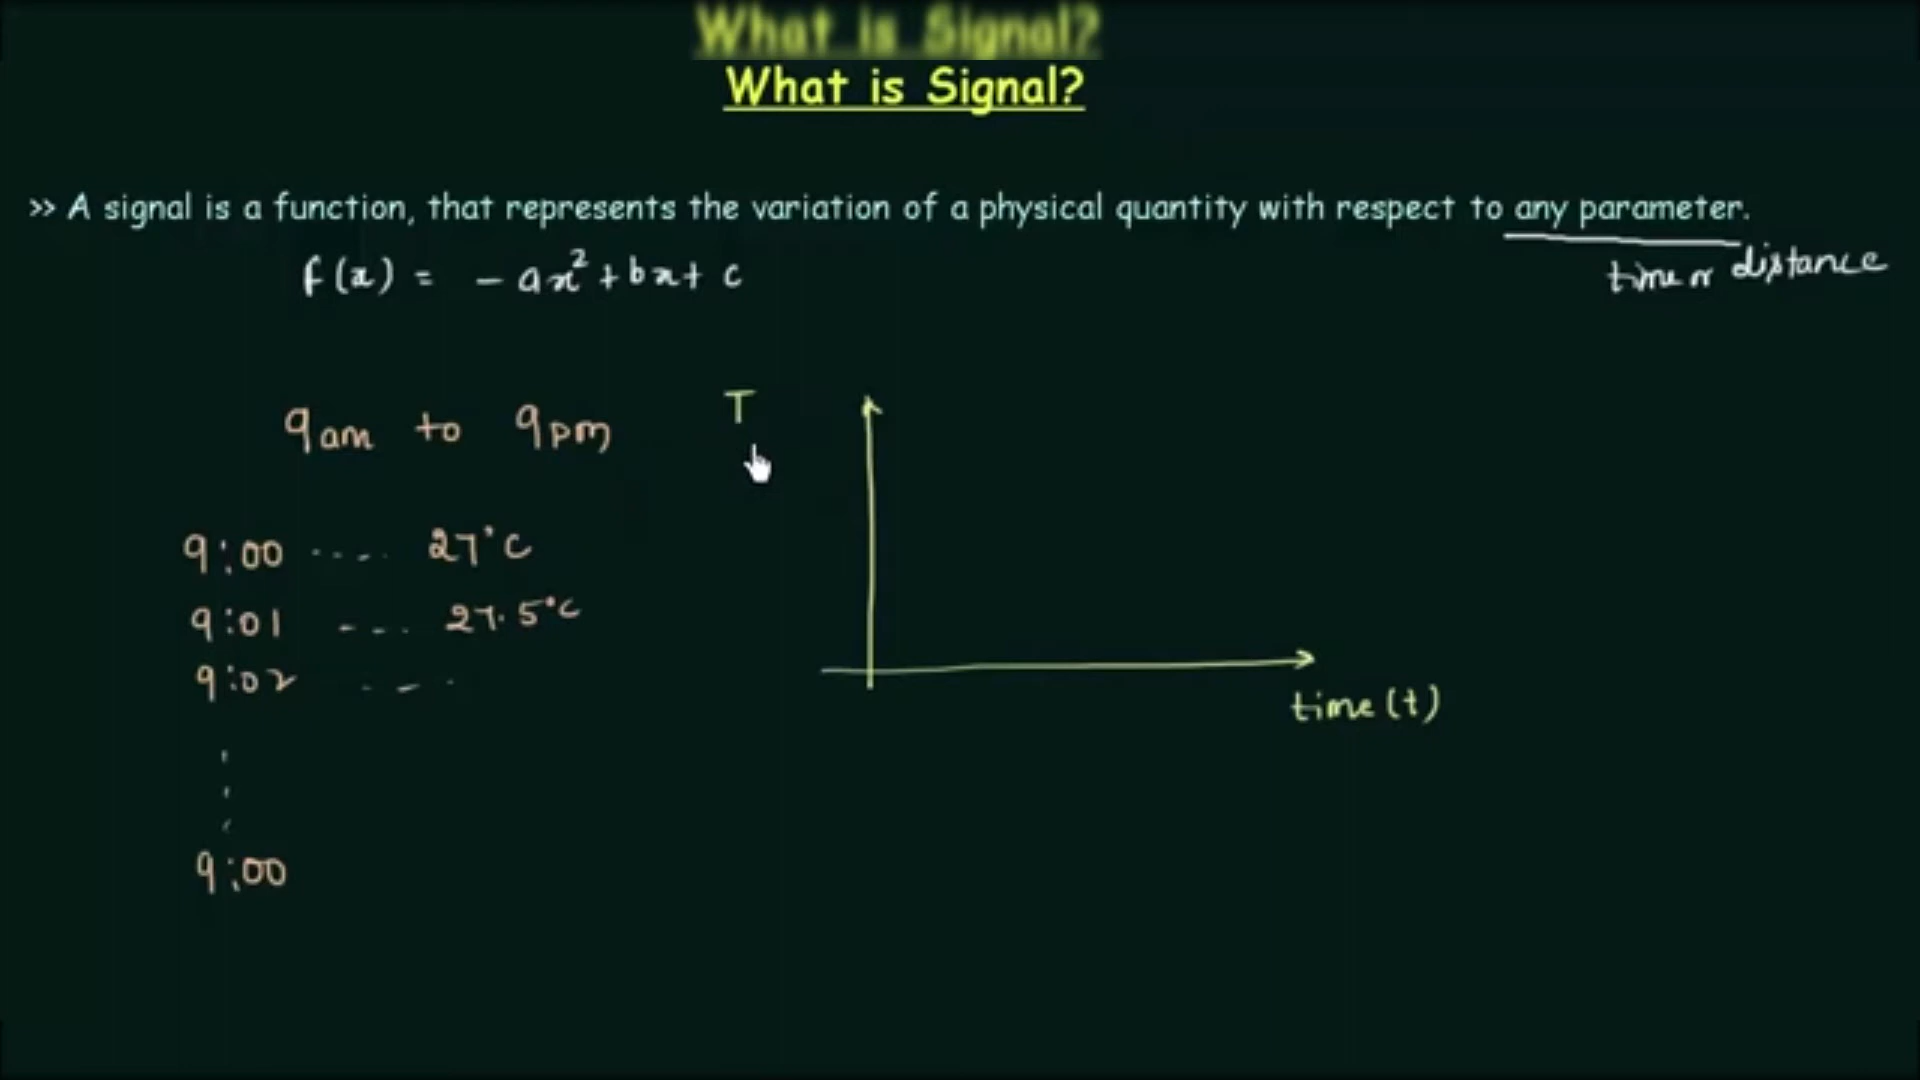 What is Signal?
What is Signal?
>> A signal is a function, that represents the variation of a physical quantity with respect to any parameter.
f(x) = - ax² + bx + c
time or distance
9am to 9pm
T
9:00 .... 27°C
9:01 --- 27.5°C
9:02 ---
9:00
time (t)